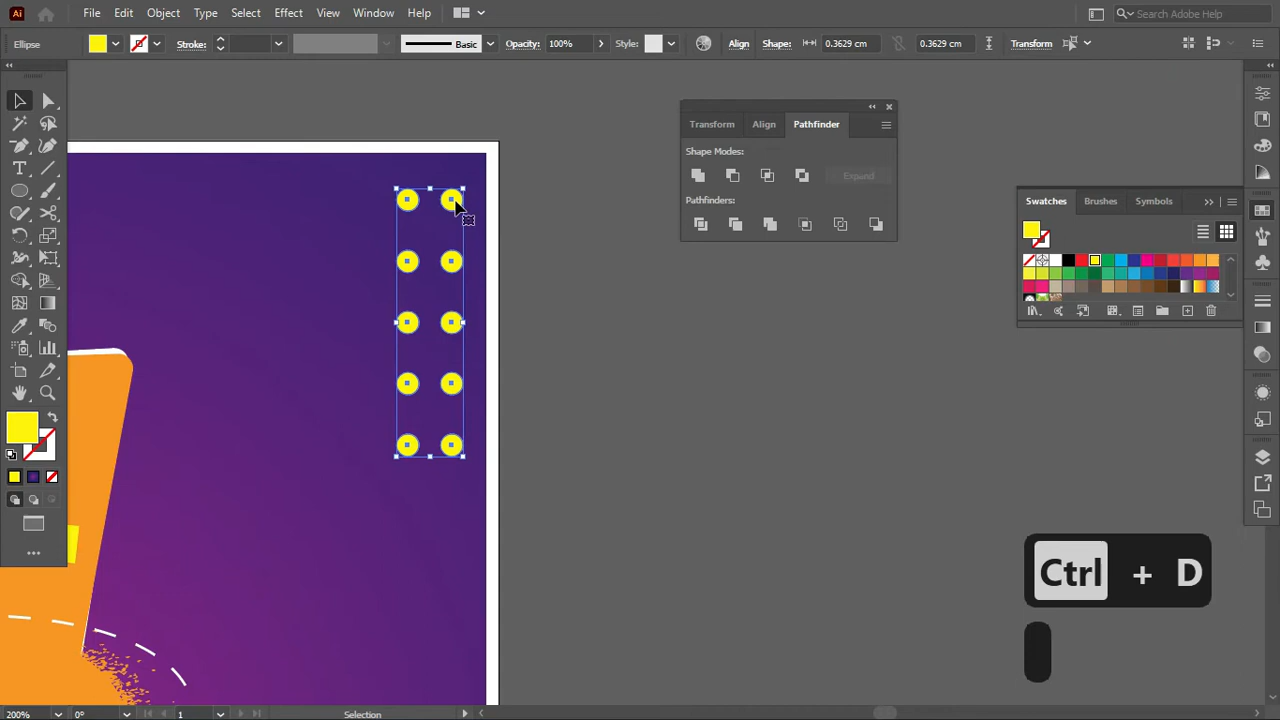 Ai File Edit Object Type Select Effect View Window Help Search Adobe Help
Ellipse Stroke: Basic Opacity: 100% Style: Align Shape: 0.3629 cm 0.3629 cm Transform
Transform Align Pathfinder
Shape Modes:
Expand
Pathfinders:
Swatches Brushes Symbols
Ctrl + D
200% 0° 1 Selection